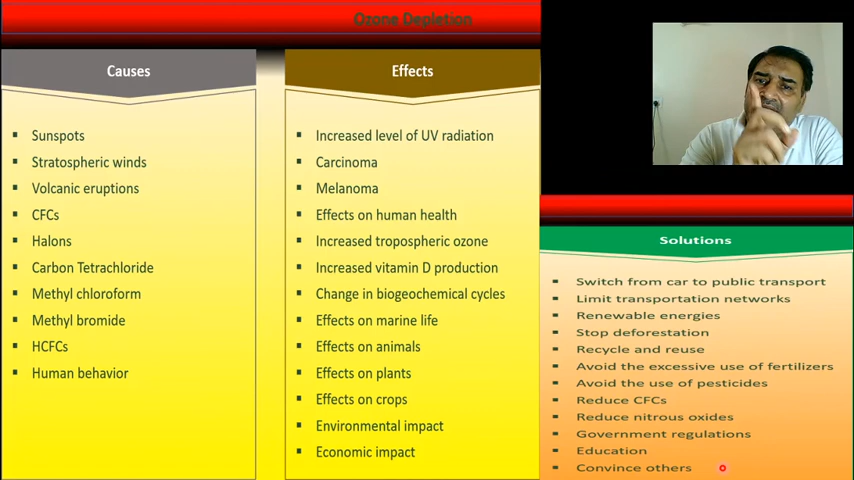 Ozone Depletion
Causes
Sunspots
Stratospheric winds
Volcanic eruptions
CFCs
Halons
Carbon Tetrachloride
Methyl chloroform
Methyl bromide
HCFCs
Human behavior
Effects
Increased level of UV radiation
Carcinoma
Melanoma
Effects on human health
Increased tropospheric ozone
Increased vitamin D production
Change in biogeochemical cycles
Effects on marine life
Effects on animals
Effects on plants
Effects on crops
Environmental impact
Economic impact
Solutions
Switch from car to public transport
Limit transportation networks
Renewable energies
Stop deforestation
Recycle and reuse
Avoid the excessive use of fertilizers
Avoid the use of pesticides
Reduce CFCs
Reduce nitrous oxides
Government regulations
Education
Convince others